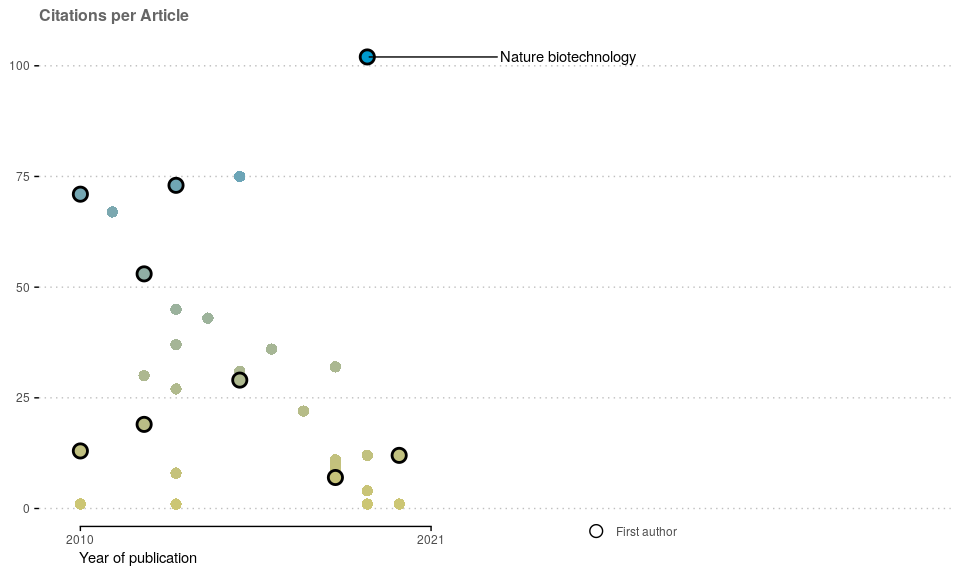 Citations per Article
100
Nature biotechnology
75
50
25
0
2010
2021
First author
Year of publication